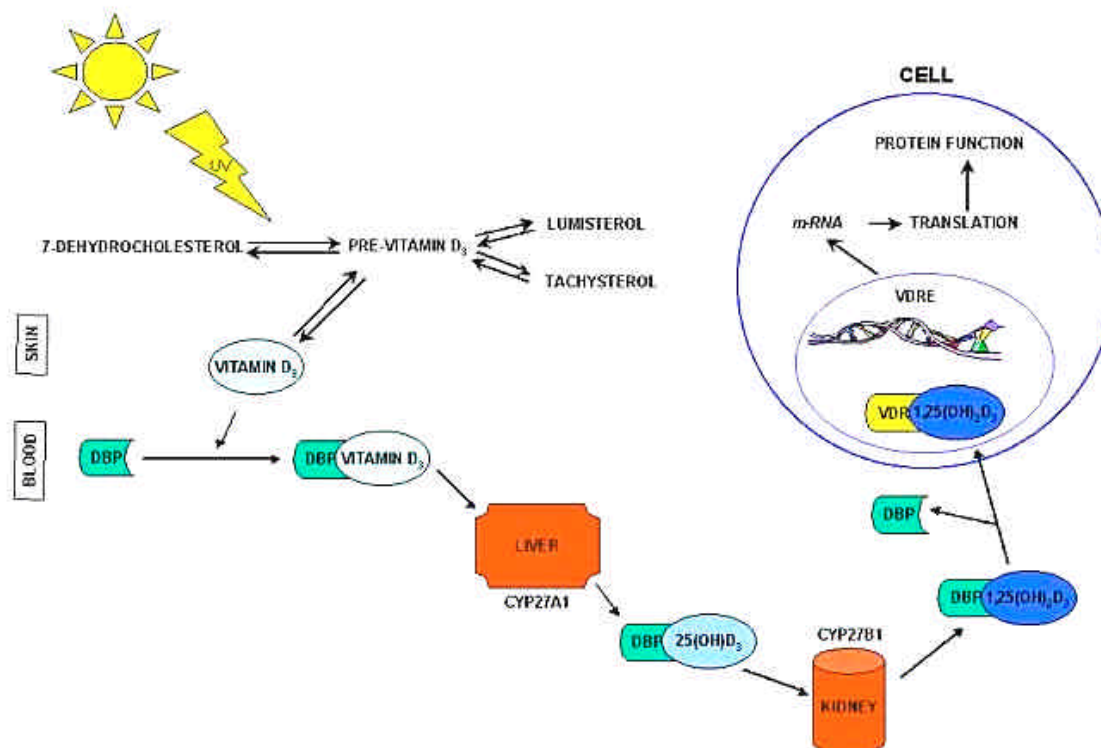 UV
7-DEHYDROCHOLESTEROL
PRE-VITAMIN D₃
LUMISTEROL
TACHYSTEROL
SKIN
VITAMIN D₃
BLOOD
DBP
DBP VITAMIN D₃
LIVER
CYP27A1
DBP 25(OH)D₃
CYP27B1
KIDNEY
DBP 1,25(OH)₂D₃
DBP
CELL
PROTEIN FUNCTION
m-RNA
TRANSLATION
VDRE
VDR 1,25(OH)₂D₃